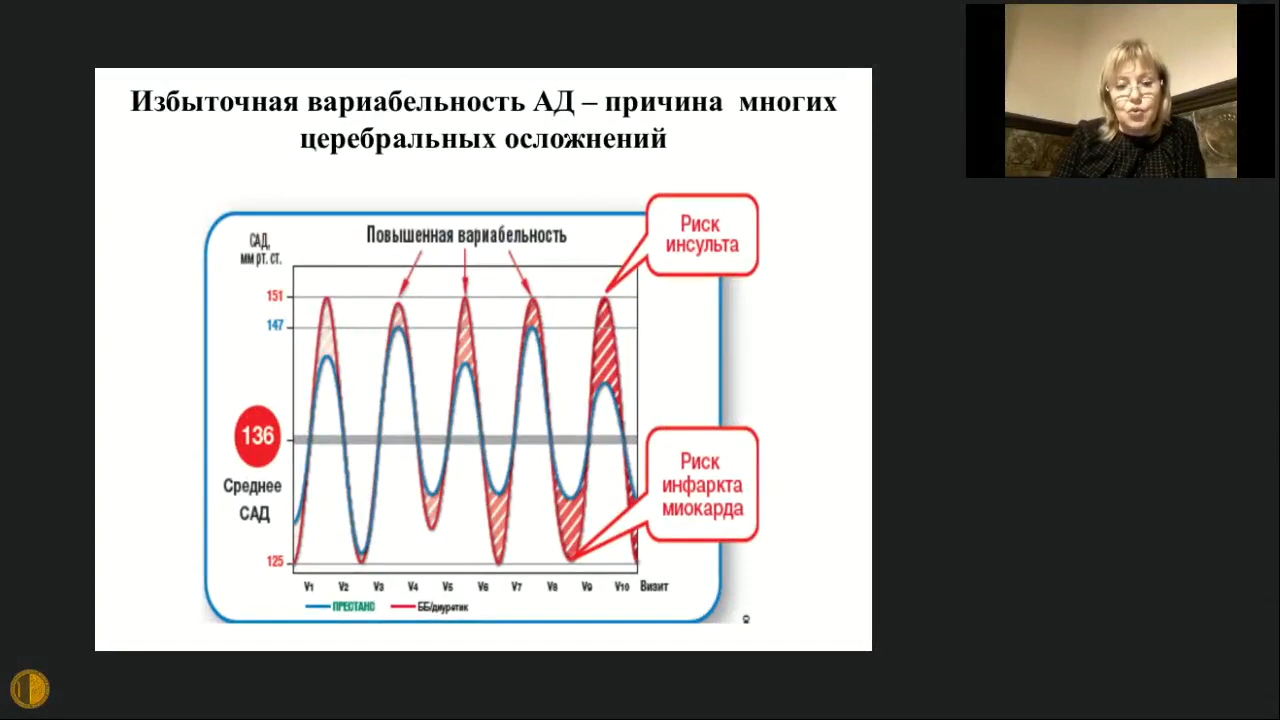 Избыточная вариабельность АД – причина многих
церебральных осложнений
Риск
инсульта
САД,
мм рт. ст.
Повышенная вариабельность
151
147
136
Среднее
САД
125
Риск
инфаркта
миокарда
V1 V2 V3 V4 V5 V6 V7 V8 V9 V10 Визит
ПРЕСТАНС ББ/диуретик